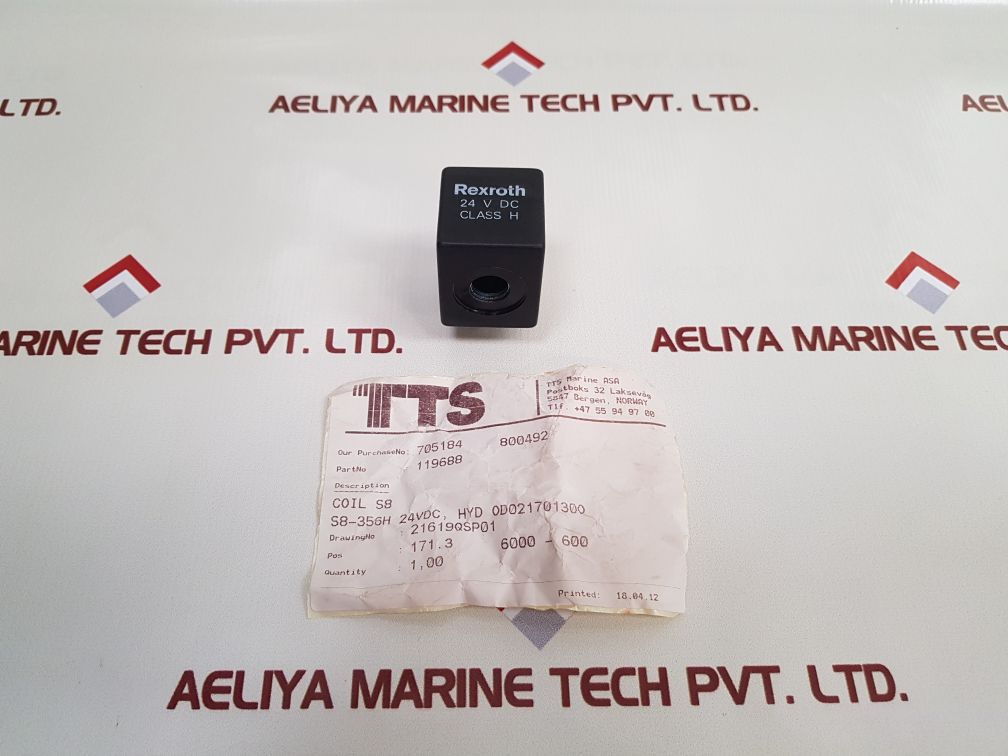 LTD.
AELIYA MARINE TECH PVT. LTD.
AE
Rexroth
24 V DC
CLASS H
ARINE TECH PVT. LTD.
AELIYA MARINE TEC
TTS
TTS Marine ASA
Postboks 32 Laksevåg
5847 Bergen, NORWAY
Tlf. +47 55 94 97 00
Our PurchaseNo: 705184 800492
PartNo : 119688
Description
COIL S8
S8-356H 24VDC, HYD OD021701300
DrawingNo : 21619QSP01
Pos : 171.3 6000 - 600
Quantity : 1,00
Printed: 18.04.12
AELIYA MARINE TECH PVT. LTD.